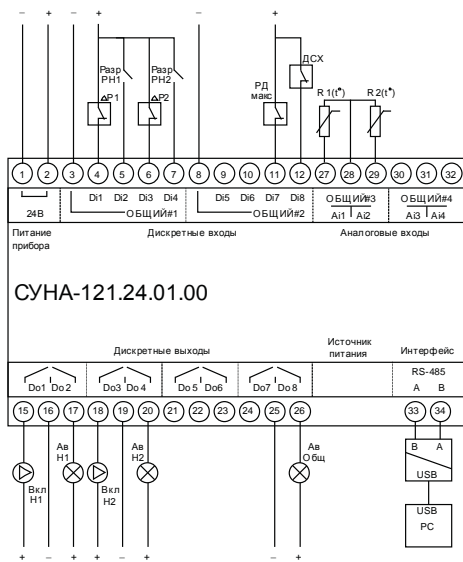 − + − + − +
Разр
РН1
Разр
РН2
ΔP1
ΔP2
РД
макс
ДСХ
R 1(t°)
R 2(t°)
1 2 3 4 5 6 7 8 9 10 11 12 27 28 29 30 31 32
24В
Di1 Di2 Di3 Di4
ОБЩИЙ#1
Di5 Di6 Di7 Di8
ОБЩИЙ#2
ОБЩИЙ#3
Ai1 Ai2
ОБЩИЙ#4
Ai3 Ai4
Питание
прибора
Дискретные входы
Аналоговые входы
СУНА-121.24.01.00
Дискретные выходы
Источник
питания
Интерфейс
RS-485
A B
Do1 Do2 Do3 Do4 Do5 Do6 Do7 Do8
15 16 17 18 19 20 21 22 23 24 25 26 33 34
Вкл
Н1
Ав
Н1
Вкл
Н2
Ав
Н2
Ав
Общ
B A
USB
USB
PC
+ − + + − + − +